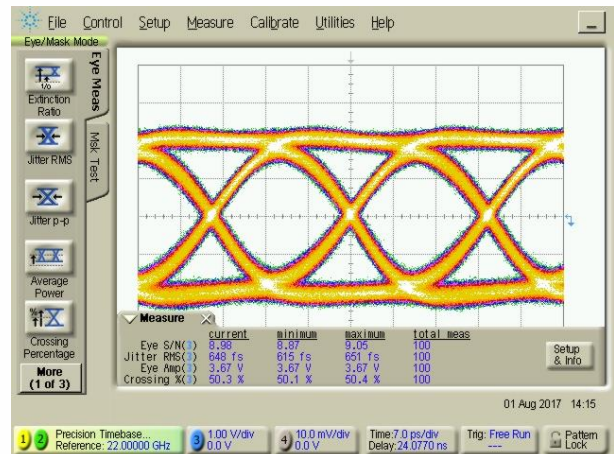 File Control Setup Measure Calibrate Utilities Help
Eye/Mask Mode
Eye Meas
Msk Test
Extinction
Ratio
Jitter RMS
Jitter p-p
Average
Power
Crossing
Percentage
More
(1 of 3)
Measure
current minimum maximum total meas
Eye S/N(3) 8.98 8.87 9.05 100
Jitter RMS(3) 648 fs 615 fs 651 fs 100
Eye Amp(3) 3.67 V 3.67 V 3.67 V 100
Crossing %(3) 50.3 % 50.1 % 50.4 % 100
Setup
& Info
01 Aug 2017 14:15
1 2 Precision Timebase...
Reference: 22.00000 GHz
3 1.00 V/div
0.0 V
4 10.0 mV/div
0.0 V
Time:7.0 ps/div
Delay:24.0770 ns
Trig: Free Run
---
Pattern
Lock